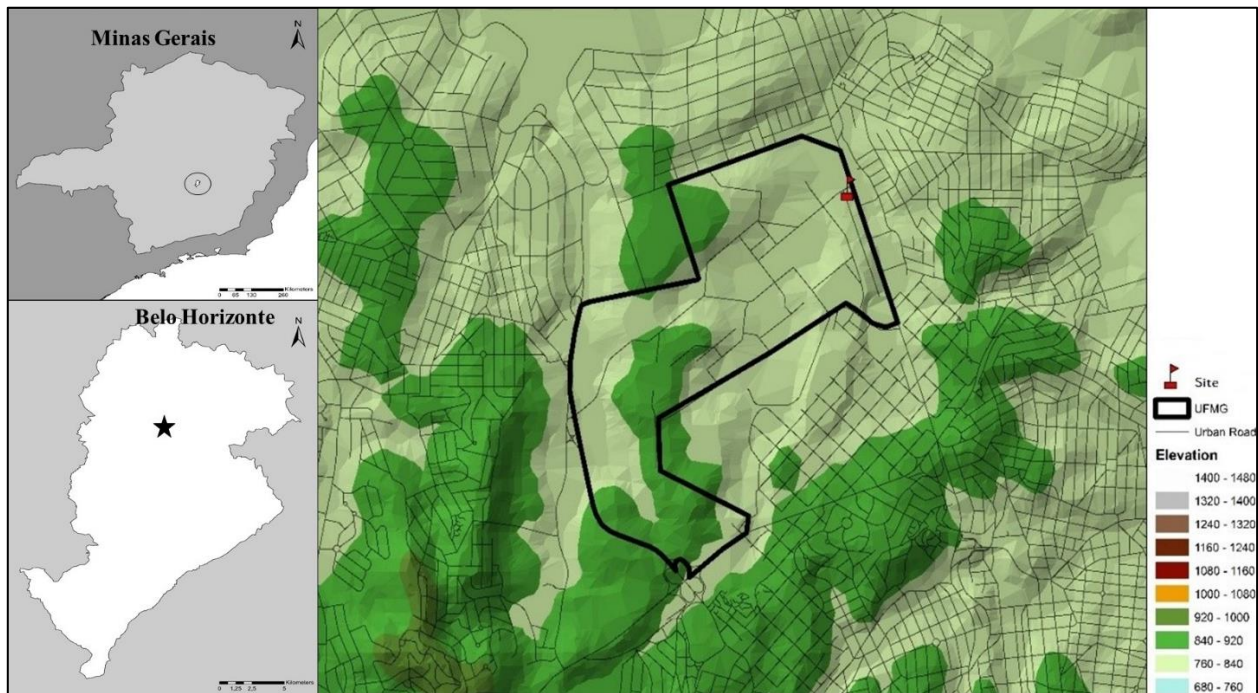 Minas Gerais
N
Kilometers
0 65 130 260
Belo Horizonte
N
Kilometers
0 1,25 2,5 5
Site
UFMG
Urban Road
Elevation
1400 - 1480
1320 - 1400
1240 - 1320
1160 - 1240
1080 - 1160
1000 - 1080
920 - 1000
840 - 920
760 - 840
680 - 760